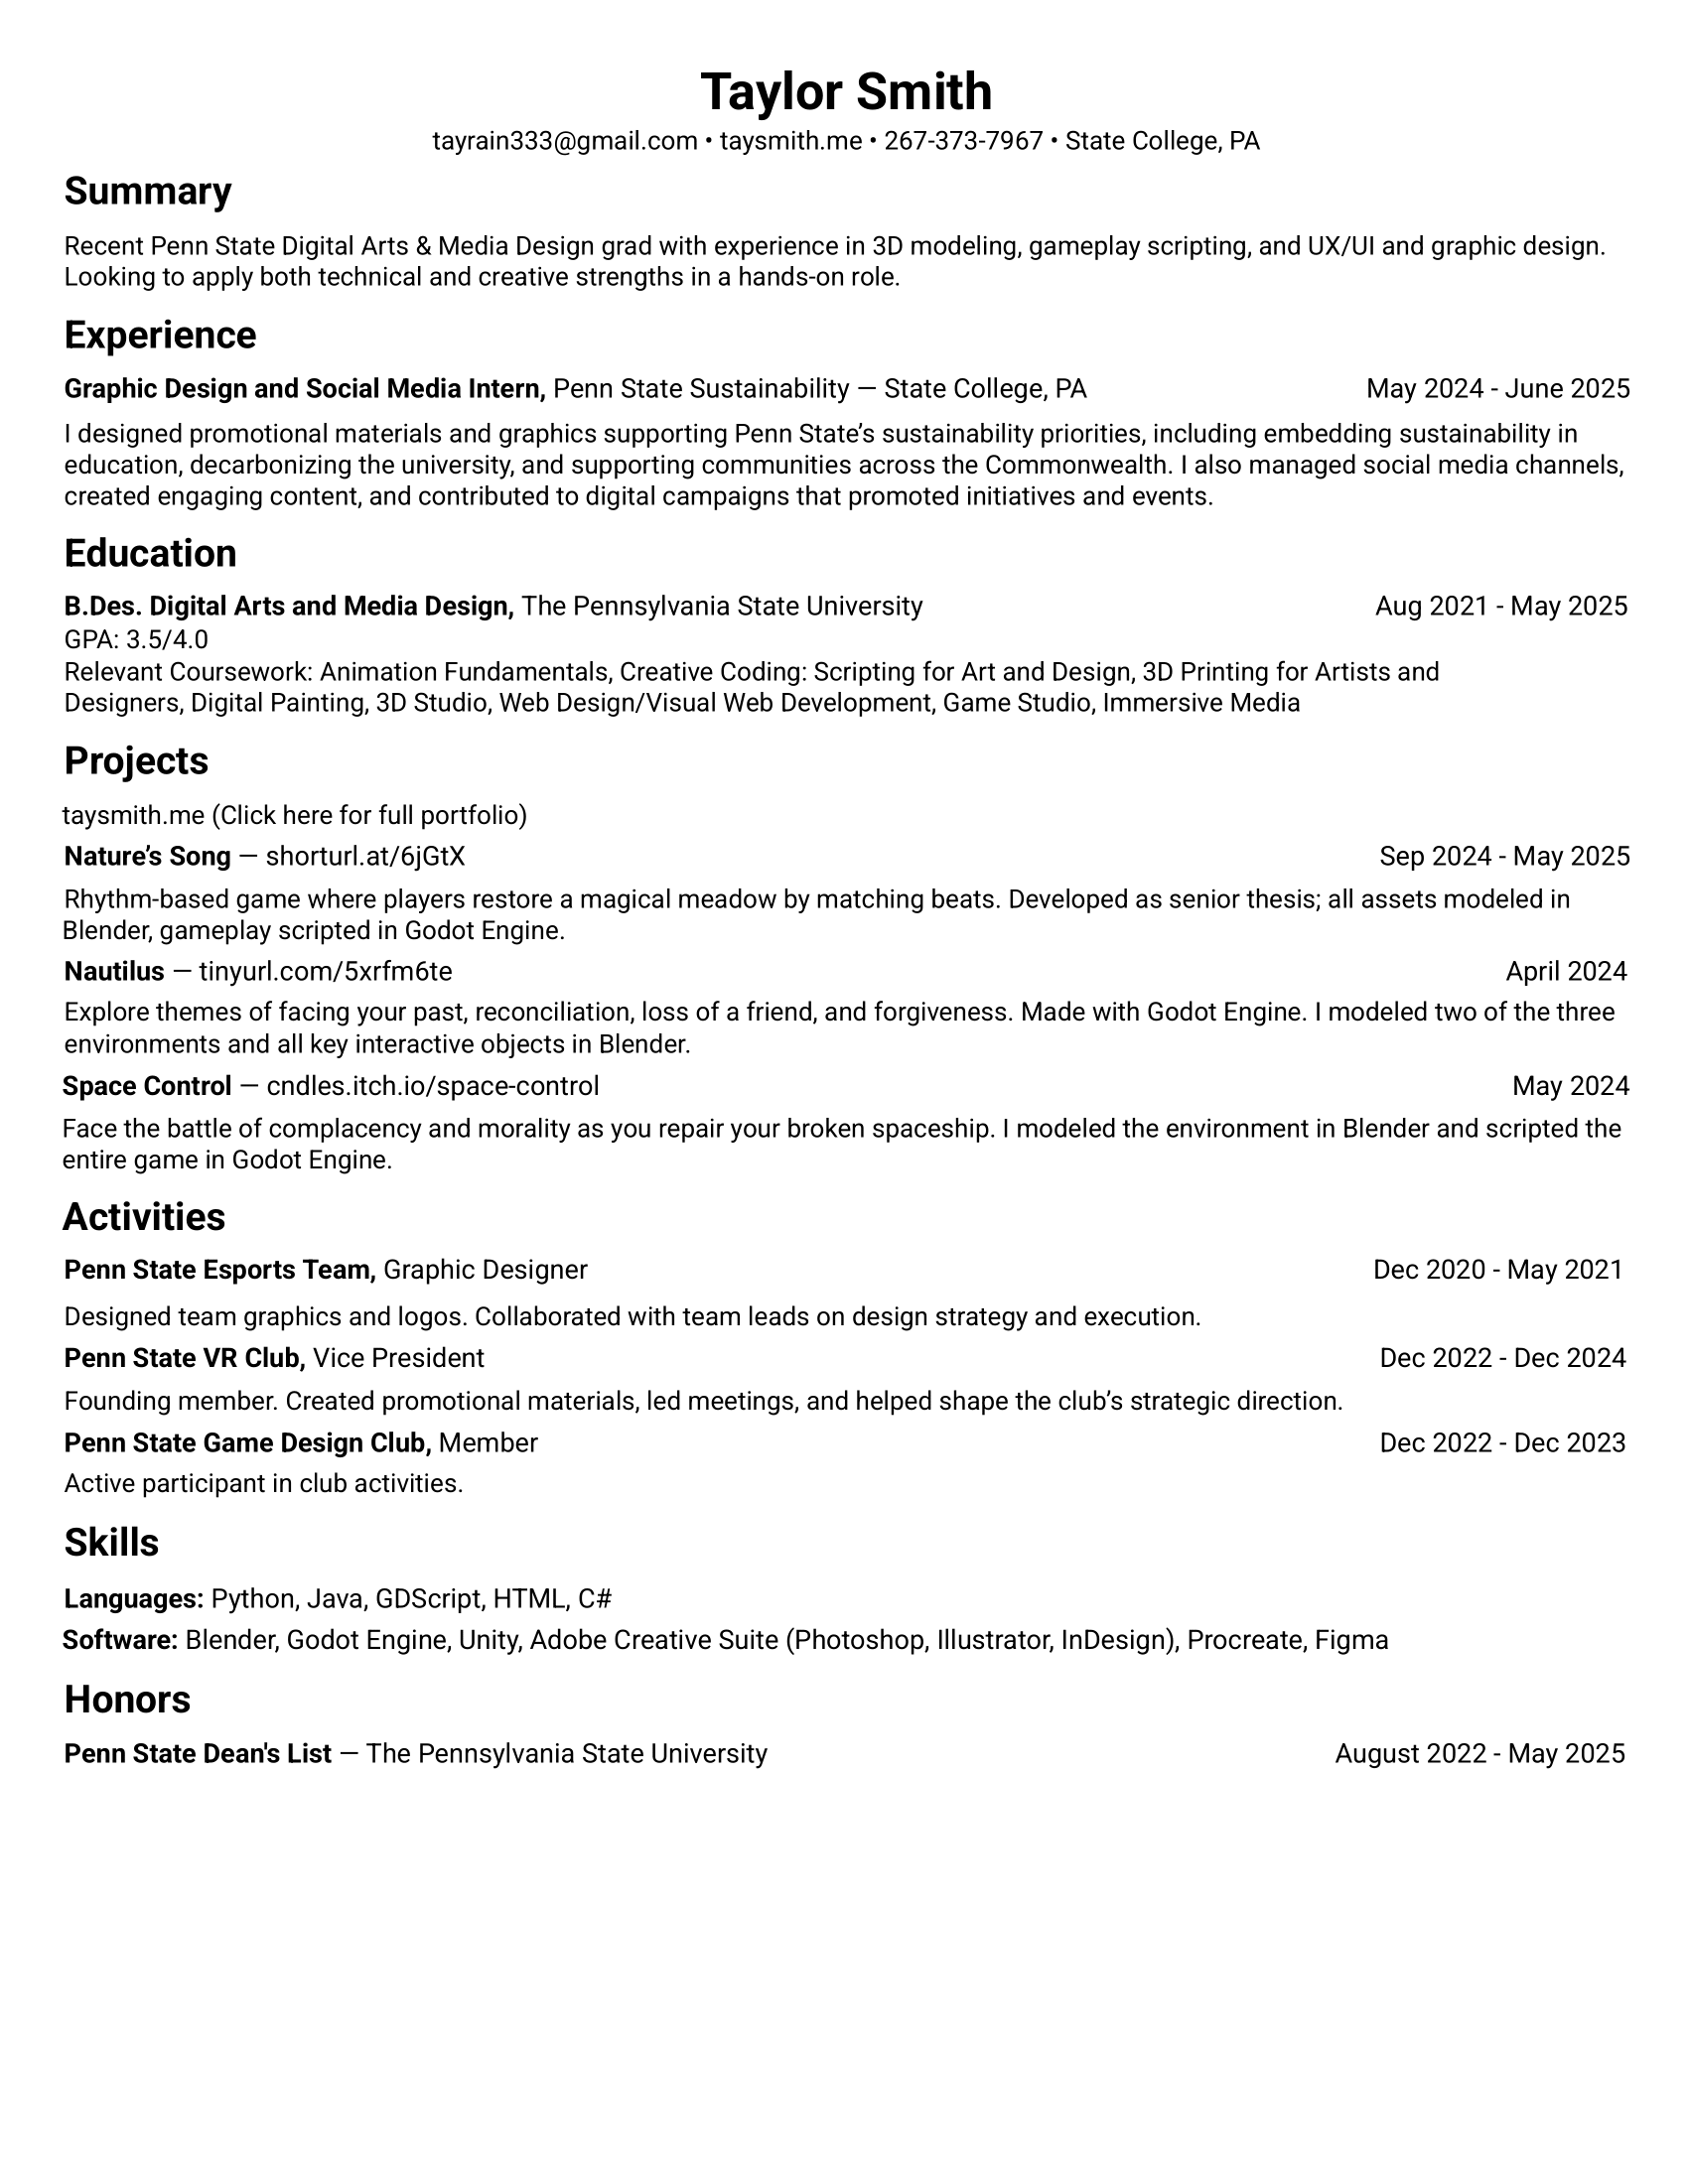 Taylor Smith
tayrain333@gmail.com • taysmith.me • 267-373-7967 • State College, PA
Summary
Recent Penn State Digital Arts & Media Design grad with experience in 3D modeling, gameplay scripting, and UX/UI and graphic design.
Looking to apply both technical and creative strengths in a hands-on role.
Experience
Graphic Design and Social Media Intern, Penn State Sustainability — State College, PA May 2024 - June 2025
I designed promotional materials and graphics supporting Penn State’s sustainability priorities, including embedding sustainability in
education, decarbonizing the university, and supporting communities across the Commonwealth. I also managed social media channels,
created engaging content, and contributed to digital campaigns that promoted initiatives and events.
Education
B.Des. Digital Arts and Media Design, The Pennsylvania State University Aug 2021 - May 2025
GPA: 3.5/4.0
Relevant Coursework: Animation Fundamentals, Creative Coding: Scripting for Art and Design, 3D Printing for Artists and
Designers, Digital Painting, 3D Studio, Web Design/Visual Web Development, Game Studio, Immersive Media
Projects
taysmith.me (Click here for full portfolio)
Nature’s Song — shorturl.at/6jGtX Sep 2024 - May 2025
Rhythm-based game where players restore a magical meadow by matching beats. Developed as senior thesis; all assets modeled in
Blender, gameplay scripted in Godot Engine.
Nautilus — tinyurl.com/5xrfm6te April 2024
Explore themes of facing your past, reconciliation, loss of a friend, and forgiveness. Made with Godot Engine. I modeled two of the three
environments and all key interactive objects in Blender.
Space Control — cndles.itch.io/space-control May 2024
Face the battle of complacency and morality as you repair your broken spaceship. I modeled the environment in Blender and scripted the
entire game in Godot Engine.
Activities
Penn State Esports Team, Graphic Designer Dec 2020 - May 2021
Designed team graphics and logos. Collaborated with team leads on design strategy and execution.
Penn State VR Club, Vice President Dec 2022 - Dec 2024
Founding member. Created promotional materials, led meetings, and helped shape the club’s strategic direction.
Penn State Game Design Club, Member Dec 2022 - Dec 2023
Active participant in club activities.
Skills
Languages: Python, Java, GDScript, HTML, C#
Software: Blender, Godot Engine, Unity, Adobe Creative Suite (Photoshop, Illustrator, InDesign), Procreate, Figma
Honors
Penn State Dean's List — The Pennsylvania State University August 2022 - May 2025